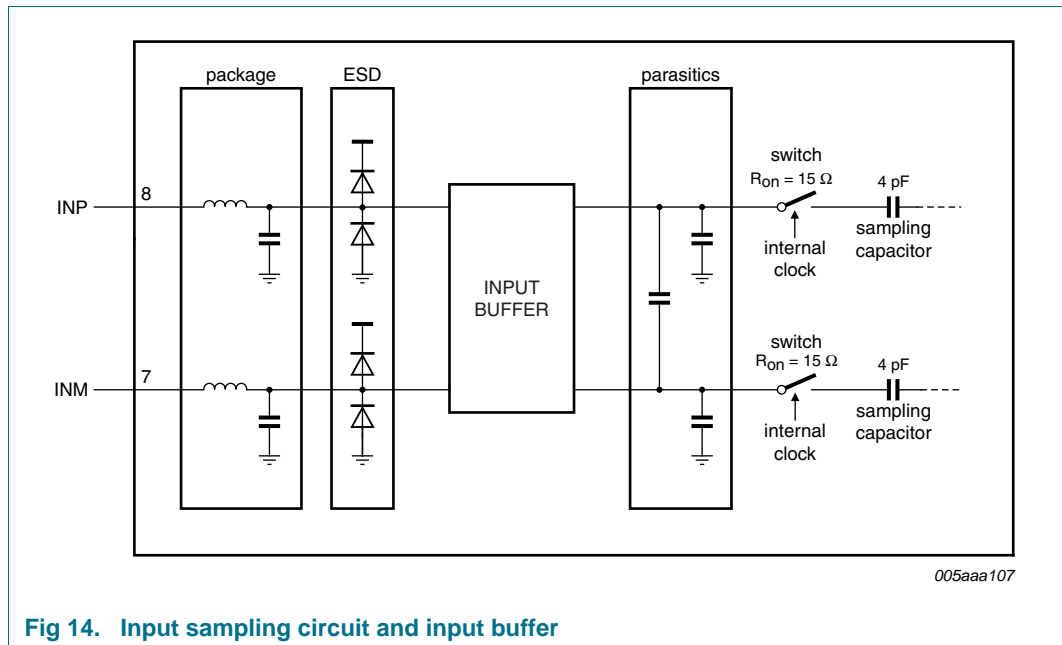 package
ESD
parasitics
switch
Ron = 15 Ω
4 pF
8
INP
internal
clock
sampling
capacitor
INPUT
BUFFER
switch
Ron = 15 Ω
4 pF
7
INM
internal
clock
sampling
capacitor
005aaa107
Fig 14. Input sampling circuit and input buffer